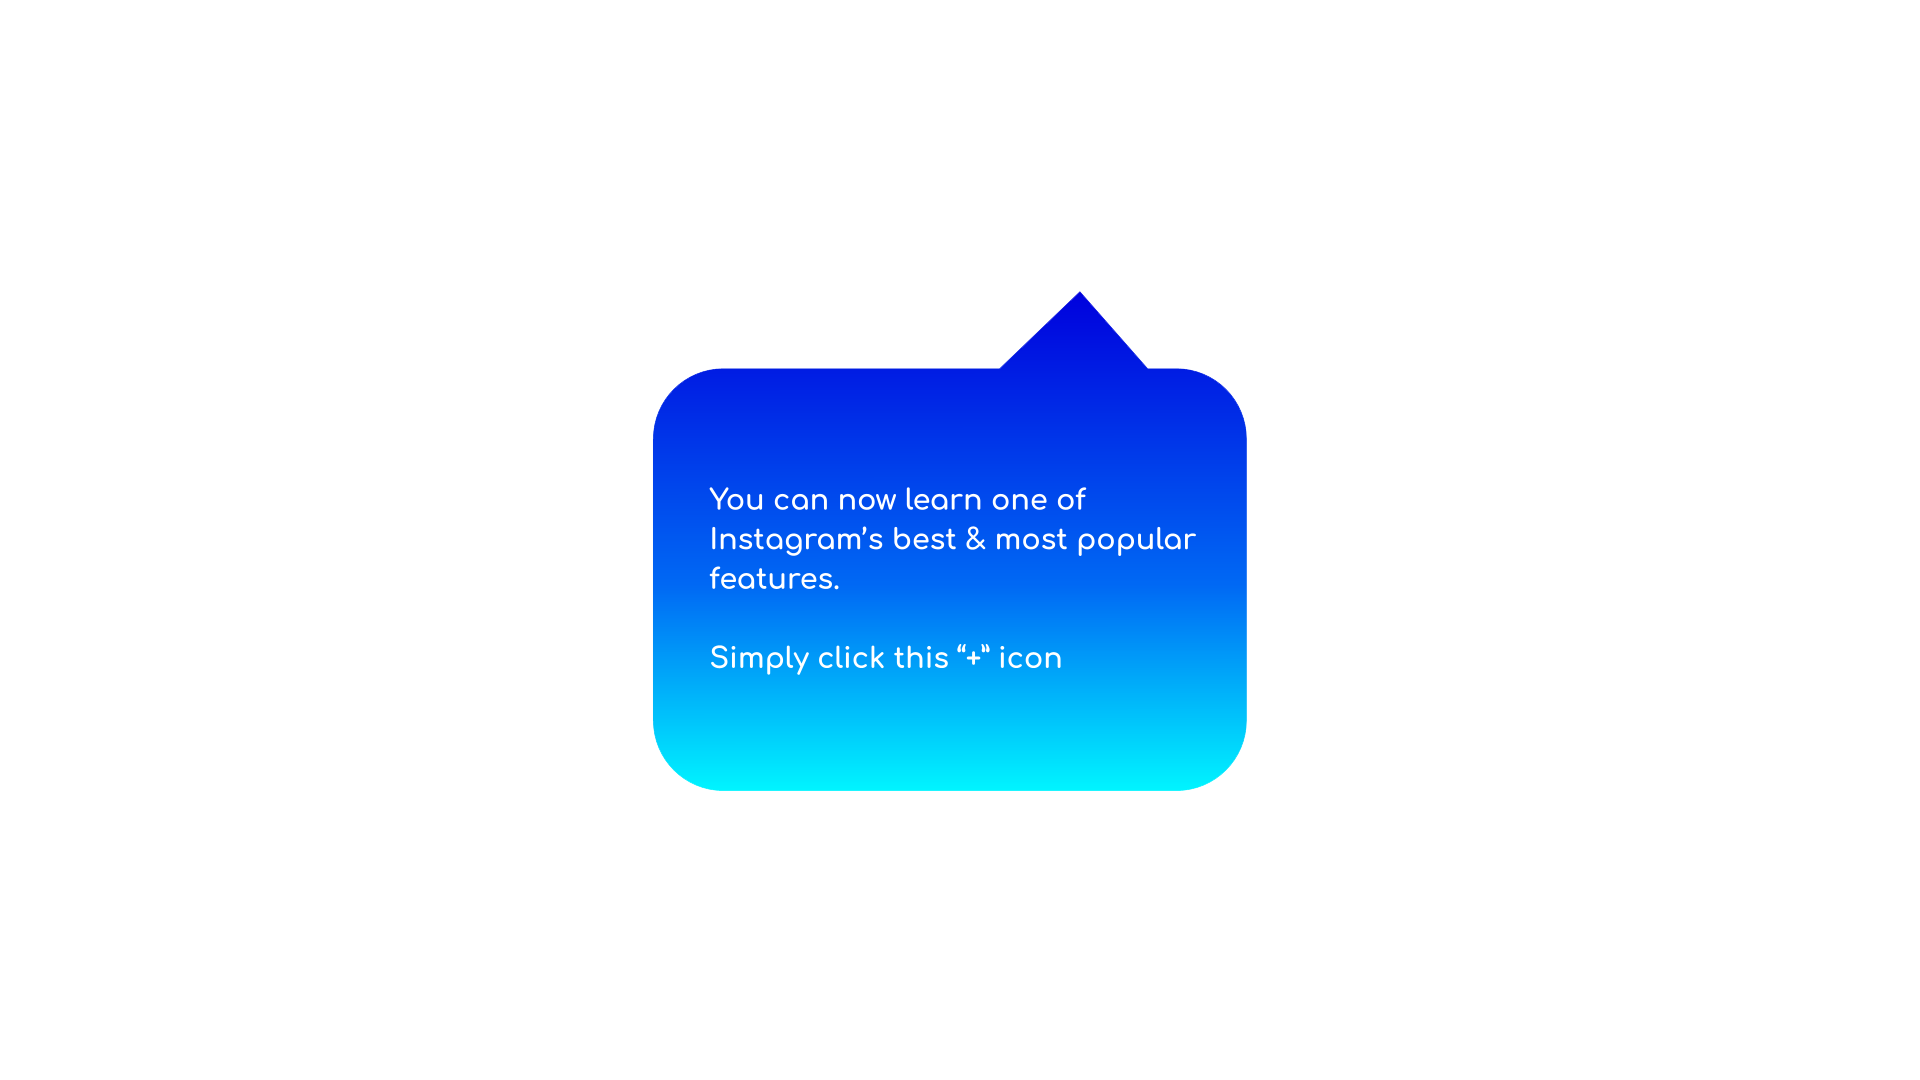 You can now learn one of
Instagram’s best & most popular
features.
Simply click this “+” icon